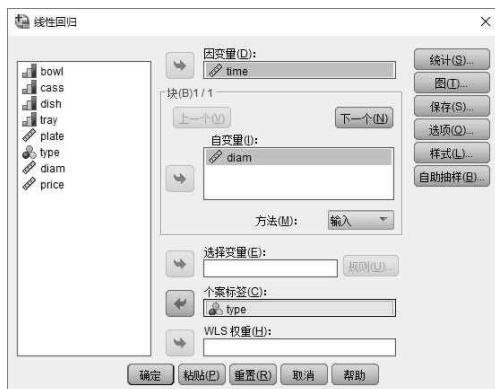 线性回归
bowl
cass
dish
tray
plate
type
diam
price
因变量(D):
time
块(B)1 / 1
上一个(V)
下一个(N)
自变量(I):
diam
方法(M):
输入
选择变量(E):
规则(U)...
个案标签(C):
type
WLS 权重(H):
统计(S)...
图(T)...
保存(S)...
选项(O)...
样式(L)...
自助抽样(B)...
确定
粘贴(P)
重置(R)
取消
帮助